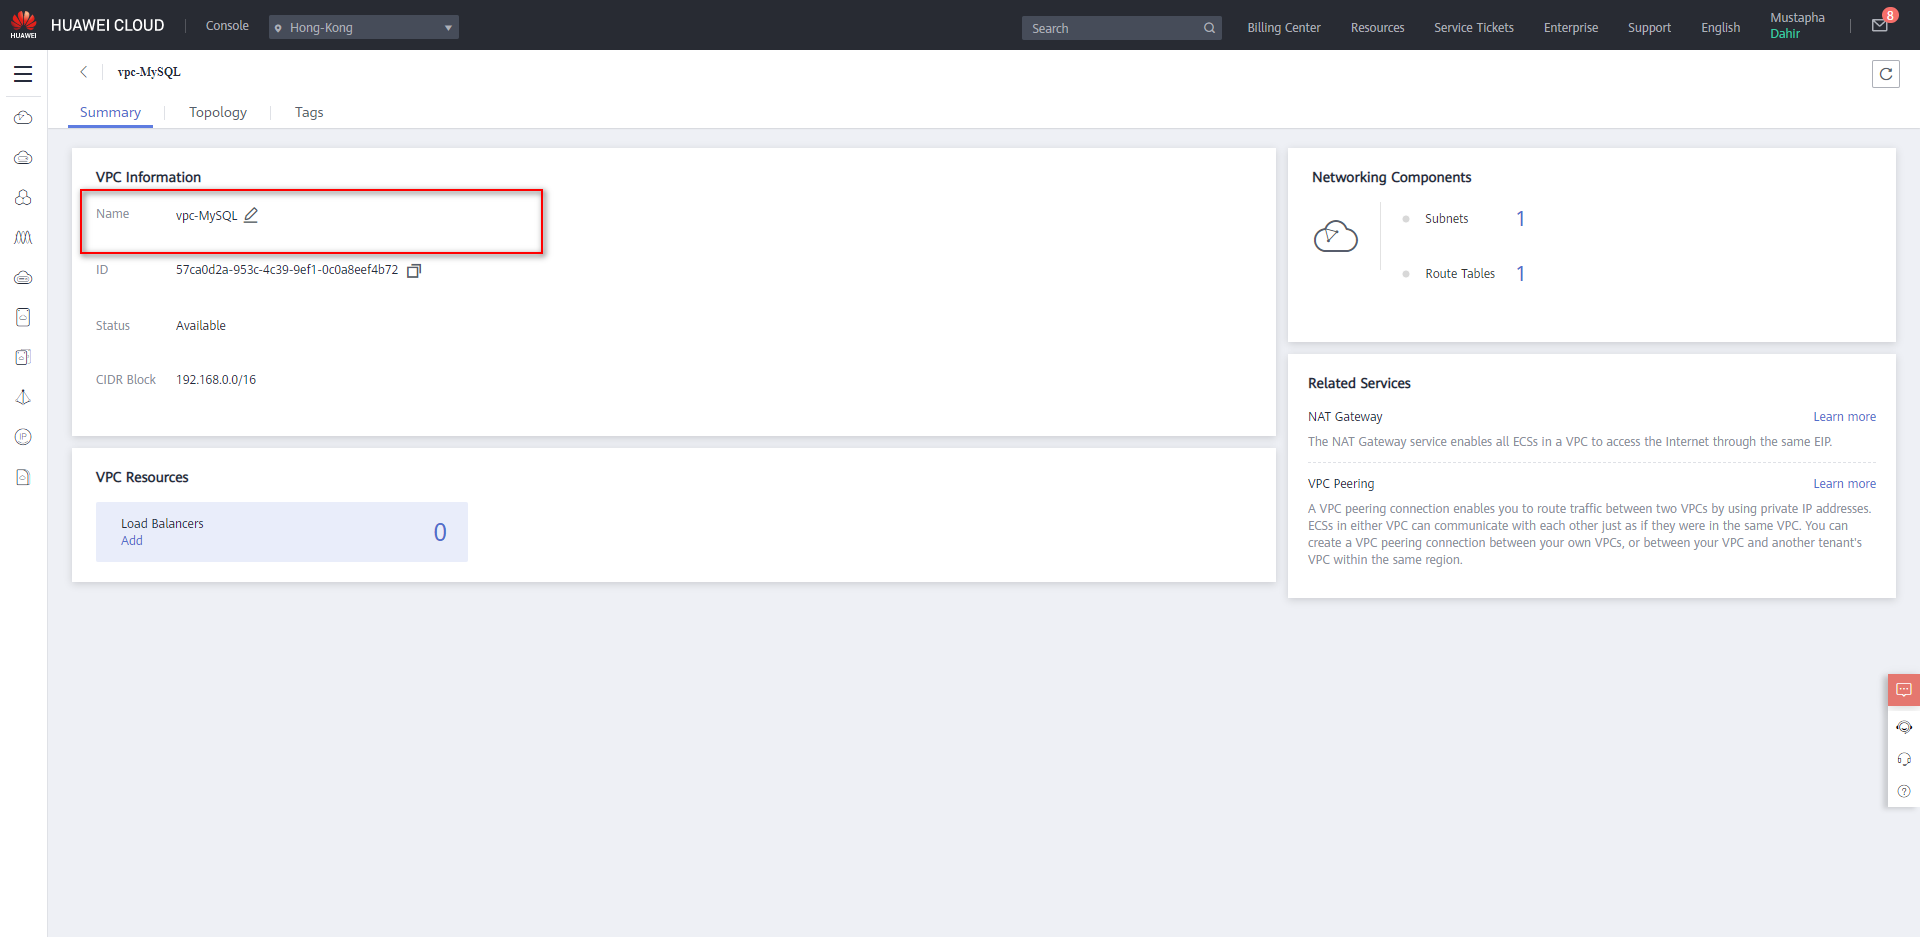 HUAWEI
HUAWEI CLOUD
Console
Hong-Kong
Search
Billing Center
Resources
Service Tickets
Enterprise
Support
English
Mustapha
Dahir
8
vpc-MySQL
Summary
Topology
Tags
VPC Information
Name vpc-MySQL
ID 57ca0d2a-953c-4c39-9ef1-0c0a8eef4b72
Status Available
CIDR Block 192.168.0.0/16
VPC Resources
Load Balancers 0
Add
Networking Components
Subnets 1
Route Tables 1
Related Services
NAT Gateway Learn more
The NAT Gateway service enables all ECSs in a VPC to access the Internet through the same EIP.
VPC Peering Learn more
A VPC peering connection enables you to route traffic between two VPCs by using private IP addresses.
ECSs in either VPC can communicate with each other just as if they were in the same VPC. You can
create a VPC peering connection between your own VPCs, or between your VPC and another tenant's
VPC within the same region.
IP
?